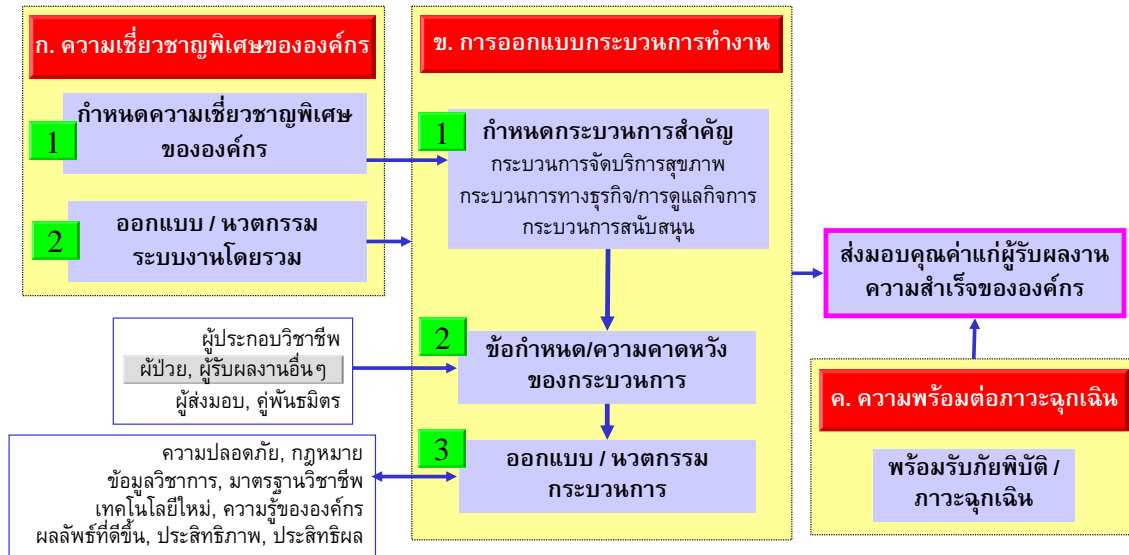 ก. ความเชี่ยวชาญพิเศษขององค์กร
1
กำหนดความเชี่ยวชาญพิเศษ
ขององค์กร
2
ออกแบบ / นวตกรรม
ระบบงานโดยรวม
ข. การออกแบบกระบวนการทำงาน
1
กำหนดกระบวนการสำคัญ
กระบวนการจัดบริการสุขภาพ
กระบวนการทางธุรกิจ/การดูแลกิจการ
กระบวนการสนับสนุน
ผู้ประกอบวิชาชีพ
ผ้ป่วย, ผู้รับผลงานอื่นๆ
ผู้ส่งมอบ, คู่พันธมิตร
2
ข้อกำหนด/ความคาดหวัง
ของกระบวนการ
ความปลอดภัย, กฎหมาย
ข้อมูลวิชาการ, มาตรฐานวิชาชีพ
เทคโนโลยีใหม่, ความรู้ขององค์กร
ผลลัพธ์ที่ดีขึ้น, ประสิทธิภาพ, ประสิทธิผล
3
ออกแบบ / นวตกรรม
กระบวนการ
ส่งมอบคุณค่าแก่ผู้รับผลงาน
ความสำเร็จขององค์กร
ค. ความพร้อมต่อภาวะฉุกเฉิน
พร้อมรับภัยพิบัติ /
ภาวะฉุกเฉิน